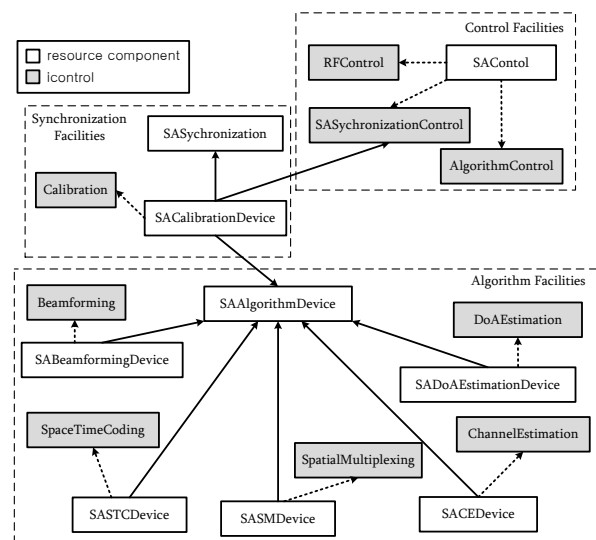 resource component
icontrol
Control Facilities
RFControl
SAContol
SASychronizationControl
AlgorithmControl
Synchronization
Facilities
SASychronization
Calibration
SACalibrationDevice
Algorithm Facilities
Beamforming
SAAlgorithmDevice
DoAEstimation
SABeamformingDevice
SADoAEstimationDevice
SpaceTimeCoding
ChannelEstimation
SpatialMultiplexing
SASTCDevice
SASMDevice
SACEDevice